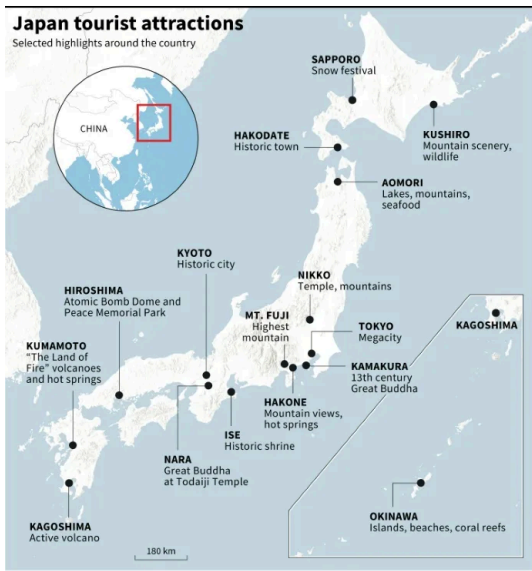 Japan tourist attractions
Selected highlights around the country
CHINA
SAPPORO
Snow festival
HAKODATE
Historic town
KUSHIRO
Mountain scenery,
wildlife
AOMORI
Lakes, mountains,
seafood
KYOTO
Historic city
NIKKO
Temple, mountains
HIROSHIMA
Atomic Bomb Dome and
Peace Memorial Park
MT. FUJI
Highest
mountain
TOKYO
Megacity
KAGOSHIMA
KUMAMOTO
“The Land of
Fire” volcanoes
and hot springs
KAMAKURA
13th century
Great Buddha
HAKONE
Mountain views,
hot springs
ISE
Historic shrine
NARA
Great Buddha
at Todaiji Temple
OKINAWA
Islands, beaches, coral reefs
KAGOSHIMA
Active volcano
180 km